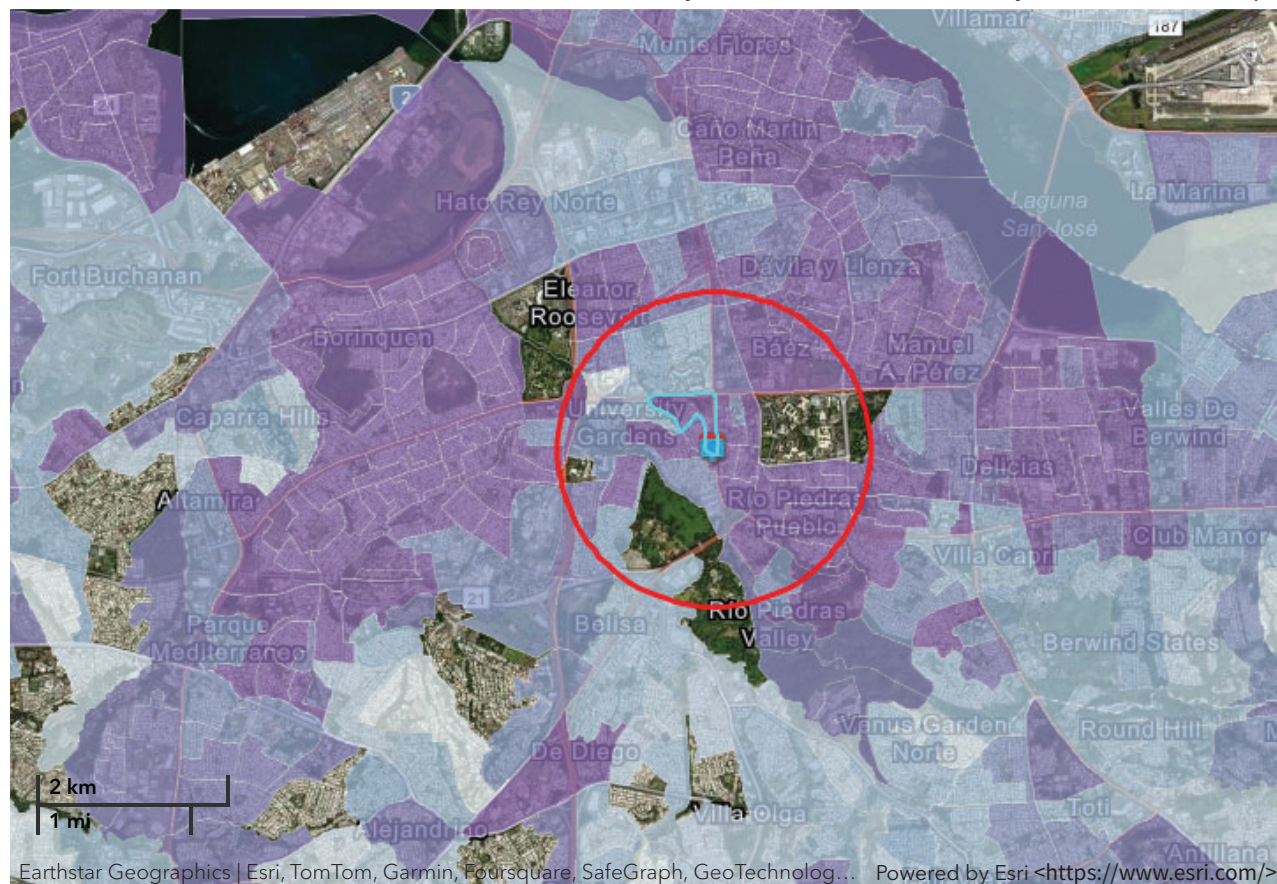 Villamar
187
Monte Flores
24
2
Caño Martín
Peña
La Marina
Hato Rey Norte
Laguna
San José
Fort Buchanan
Dávila y Llenza
Eleanor
Roosevelt
Borinquen
Báez
Manuel
A. Pérez
Caparra Hills
University
Gardens
Valles De
Berwind
Altamira
Delicias
Río Piedras
Pueblo
Club Manor
Villa Capri
21
Parque
Mediterraneo
Bellsa
Río Piedras
Valley
Berwind States
Venus Garden
Norte
Round Hill
De Diego
2 km
1 mi
Villa Olga
Toti
Alejandrino
Antillana
Earthstar Geographics | Esri, TomTom, Garmin, Foursquare, SafeGraph, GeoTechnolog... Powered by Esri <https://www.esri.com/>